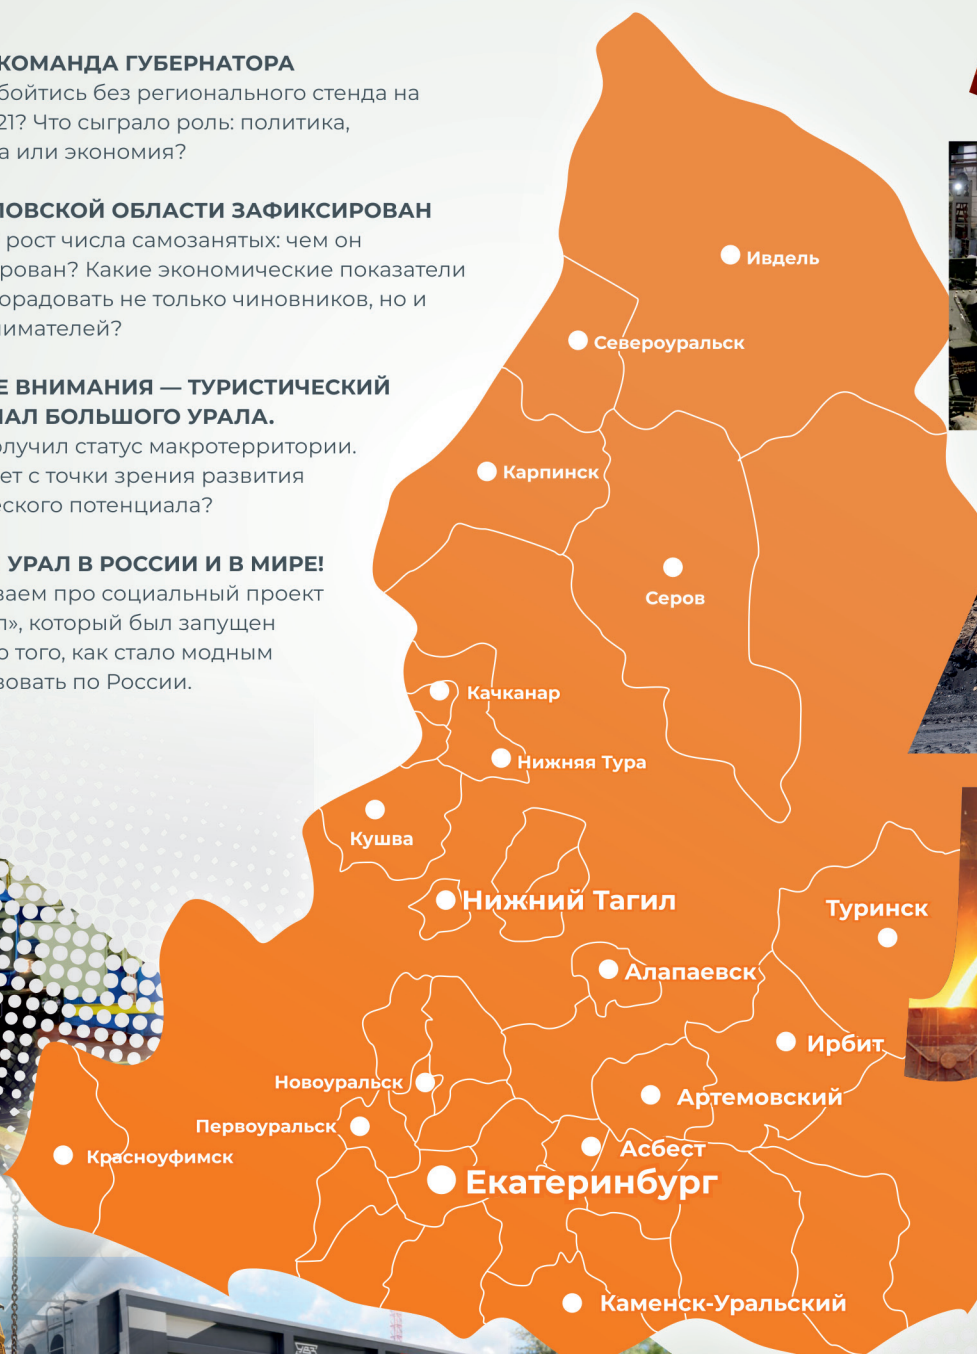 КОМАНДА ГУБЕРНАТОРА
бойтись без регионального стенда на
21? Что сыграло роль: политика,
а или экономия?
ЛОВСКОЙ ОБЛАСТИ ЗАФИКСИРОВАН
рост числа самозанятых: чем он
рован? Какие экономические показатели
орадовать не только чиновников, но и
нимателей?
Е ВНИМАНИЯ — ТУРИСТИЧЕСКИЙ
ИАЛ БОЛЬШОГО УРАЛА.
олучил статус макротерритории.
ет с точки зрения развития
еского потенциала?
УРАЛ В РОССИИ И В МИРЕ!
ваем про социальный проект
л», который был запущен
о того, как стало модным
вовать по России.
Ивдель
Североуральск
Карпинск
Серов
Качканар
Нижняя Тура
Кушва
Нижний Тагил
Туринск
Алапаевск
Ирбит
Новоуральск
Артемовский
Первоуральск
Асбест
Красноуфимск
Екатеринбург
Каменск-Уральский